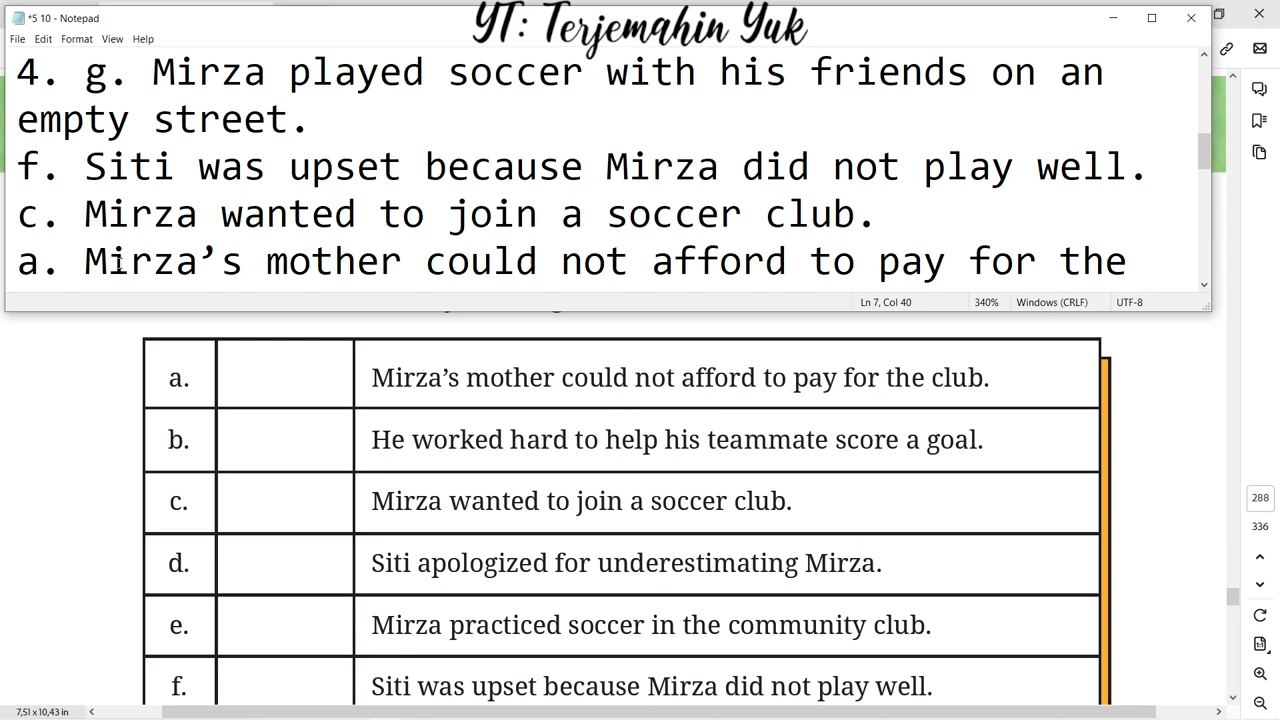 *5 10 - Notepad
YT: Terjemahin Yuk
File Edit Format View Help
4. g. Mirza played soccer with his friends on an
empty street.
f. Siti was upset because Mirza did not play well.
c. Mirza wanted to join a soccer club.
a. Mirza’s mother could not afford to pay for the
Ln 7, Col 40 340% Windows (CRLF) UTF-8
a. Mirza’s mother could not afford to pay for the club.
b. He worked hard to help his teammate score a goal.
c. Mirza wanted to join a soccer club.
d. Siti apologized for underestimating Mirza.
e. Mirza practiced soccer in the community club.
f. Siti was upset because Mirza did not play well.
288
336
7,51 x 10,43 in